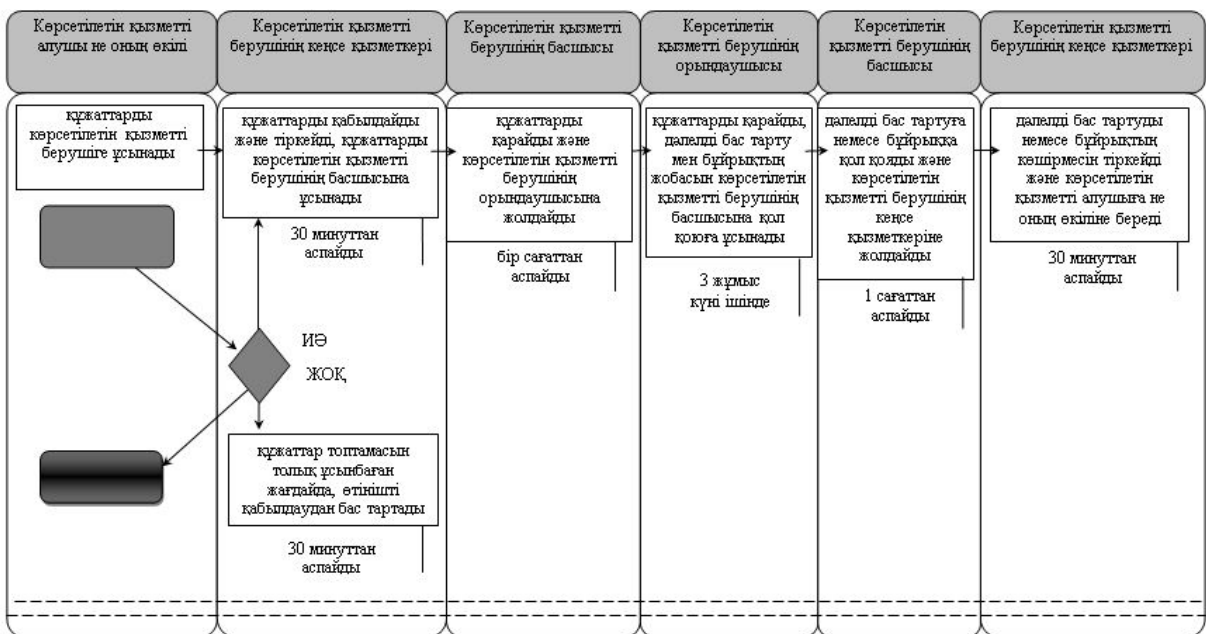 Көрсетілетін қызметті
алушы не оның өкілі
Көрсетілетін қызметті
берушінің кеңсе қызметкері
Көрсетілетін қызметті
берушінің басшысы
Көрсетілетін
қызметті берушінің
орындаушысы
Көрсетілетін
қызметті берушінің
басшысы
Көрсетілетін қызметті
берушінің кеңсе қызметкері
құжаттарды
көрсетілетін қызметті
берушіге ұсынады
құжаттарды қабылдайды
және тіркейді, құжаттарды
көрсетілетін қызметті
берушінің басшысына
ұсынады
30 минуттан
аспайды
құжаттарды
қарайды және
көрсетілетін қызметті
берушінің
орындаушысына
жолдайды
бір сағаттан
аспайды
құжаттарды қарайды,
дәлелді бас тарту
мен бұйрықтың
жобасын көрсетілетін
қызметті берушінің
басшысына қол
қоюға ұсынады
3 жұмыс
күні ішінде
дәлелді бас тартуға
немесе бұйрыққа
қол қояды және
көрсетілетін
қызметті берушінің
кеңсе
қызметкеріне
жолдайды
1 сағаттан
аспайды
дәлелді бас тартуды
немесе бұйрықтың
көшірмесін тіркейді
және көрсетілетін
қызметті алушыға не
оның өкіліне береді
30 минуттан
аспайды
ИӘ
ЖОҚ
құжаттар топтамасын
толық ұсынбаған
жағдайда, өтінішті
қабылдаудан бас тартады
30 минуттан
аспайды